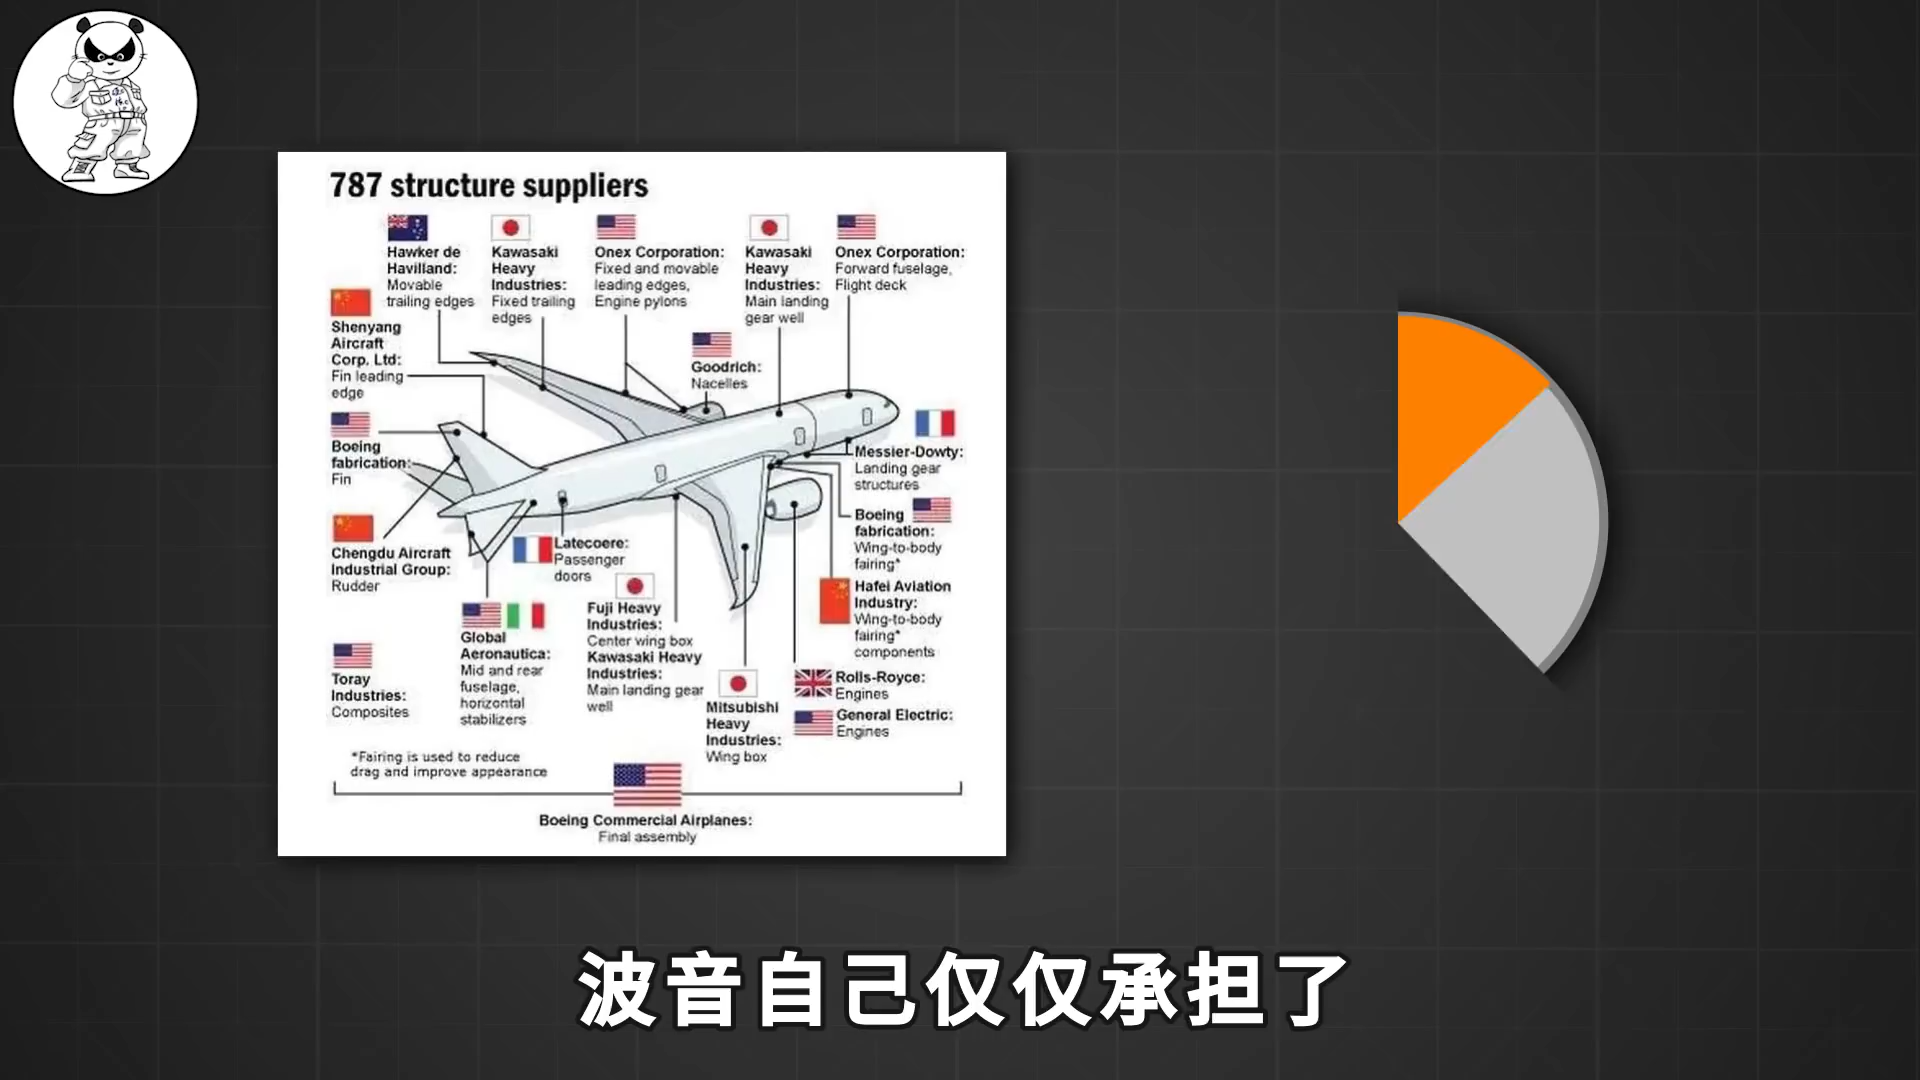 787 structure suppliers
Hawker de
Havilland:
Movable
trailing edges
Kawasaki
Heavy
Industries:
Fixed trailing
edges
Onex Corporation:
Fixed and movable
leading edges,
Engine pylons
Kawasaki
Heavy
Industries:
Main landing
gear well
Onex Corporation:
Forward fuselage,
Flight deck
Shenyang
Aircraft
Corp. Ltd:
Fin leading
edge
Goodrich:
Nacelles
Boeing
fabrication:
Fin
Messier-Dowty:
Landing gear
structures
Boeing
fabrication:
Wing-to-body
fairing*
Chengdu Aircraft
Industrial Group:
Rudder
Latecoere:
Passenger
doors
Hafei Aviation
Industry:
Wing-to-body
fairing*
components
Global
Aeronautica:
Mid and rear
fuselage,
horizontal
stabilizers
Fuji Heavy
Industries:
Center wing box
Kawasaki Heavy
Industries:
Main landing gear
well
Toray
Industries:
Composites
Mitsubishi
Heavy
Industries:
Wing box
Rolls-Royce:
Engines
General Electric:
Engines
*Fairing is used to reduce
drag and improve appearance
Boeing Commercial Airplanes:
Final assembly
波音自己仅仅承担了